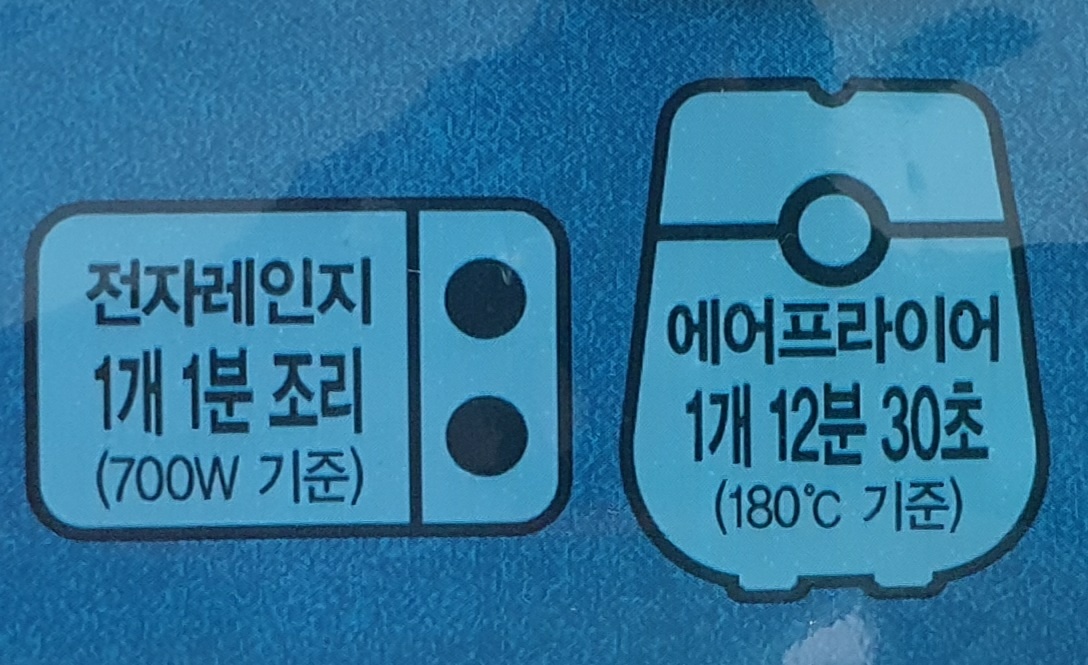 전자레인지
1개 1분 조리
(700W 기준)
에어프라이어
1개 12분 30초
(180℃ 기준)